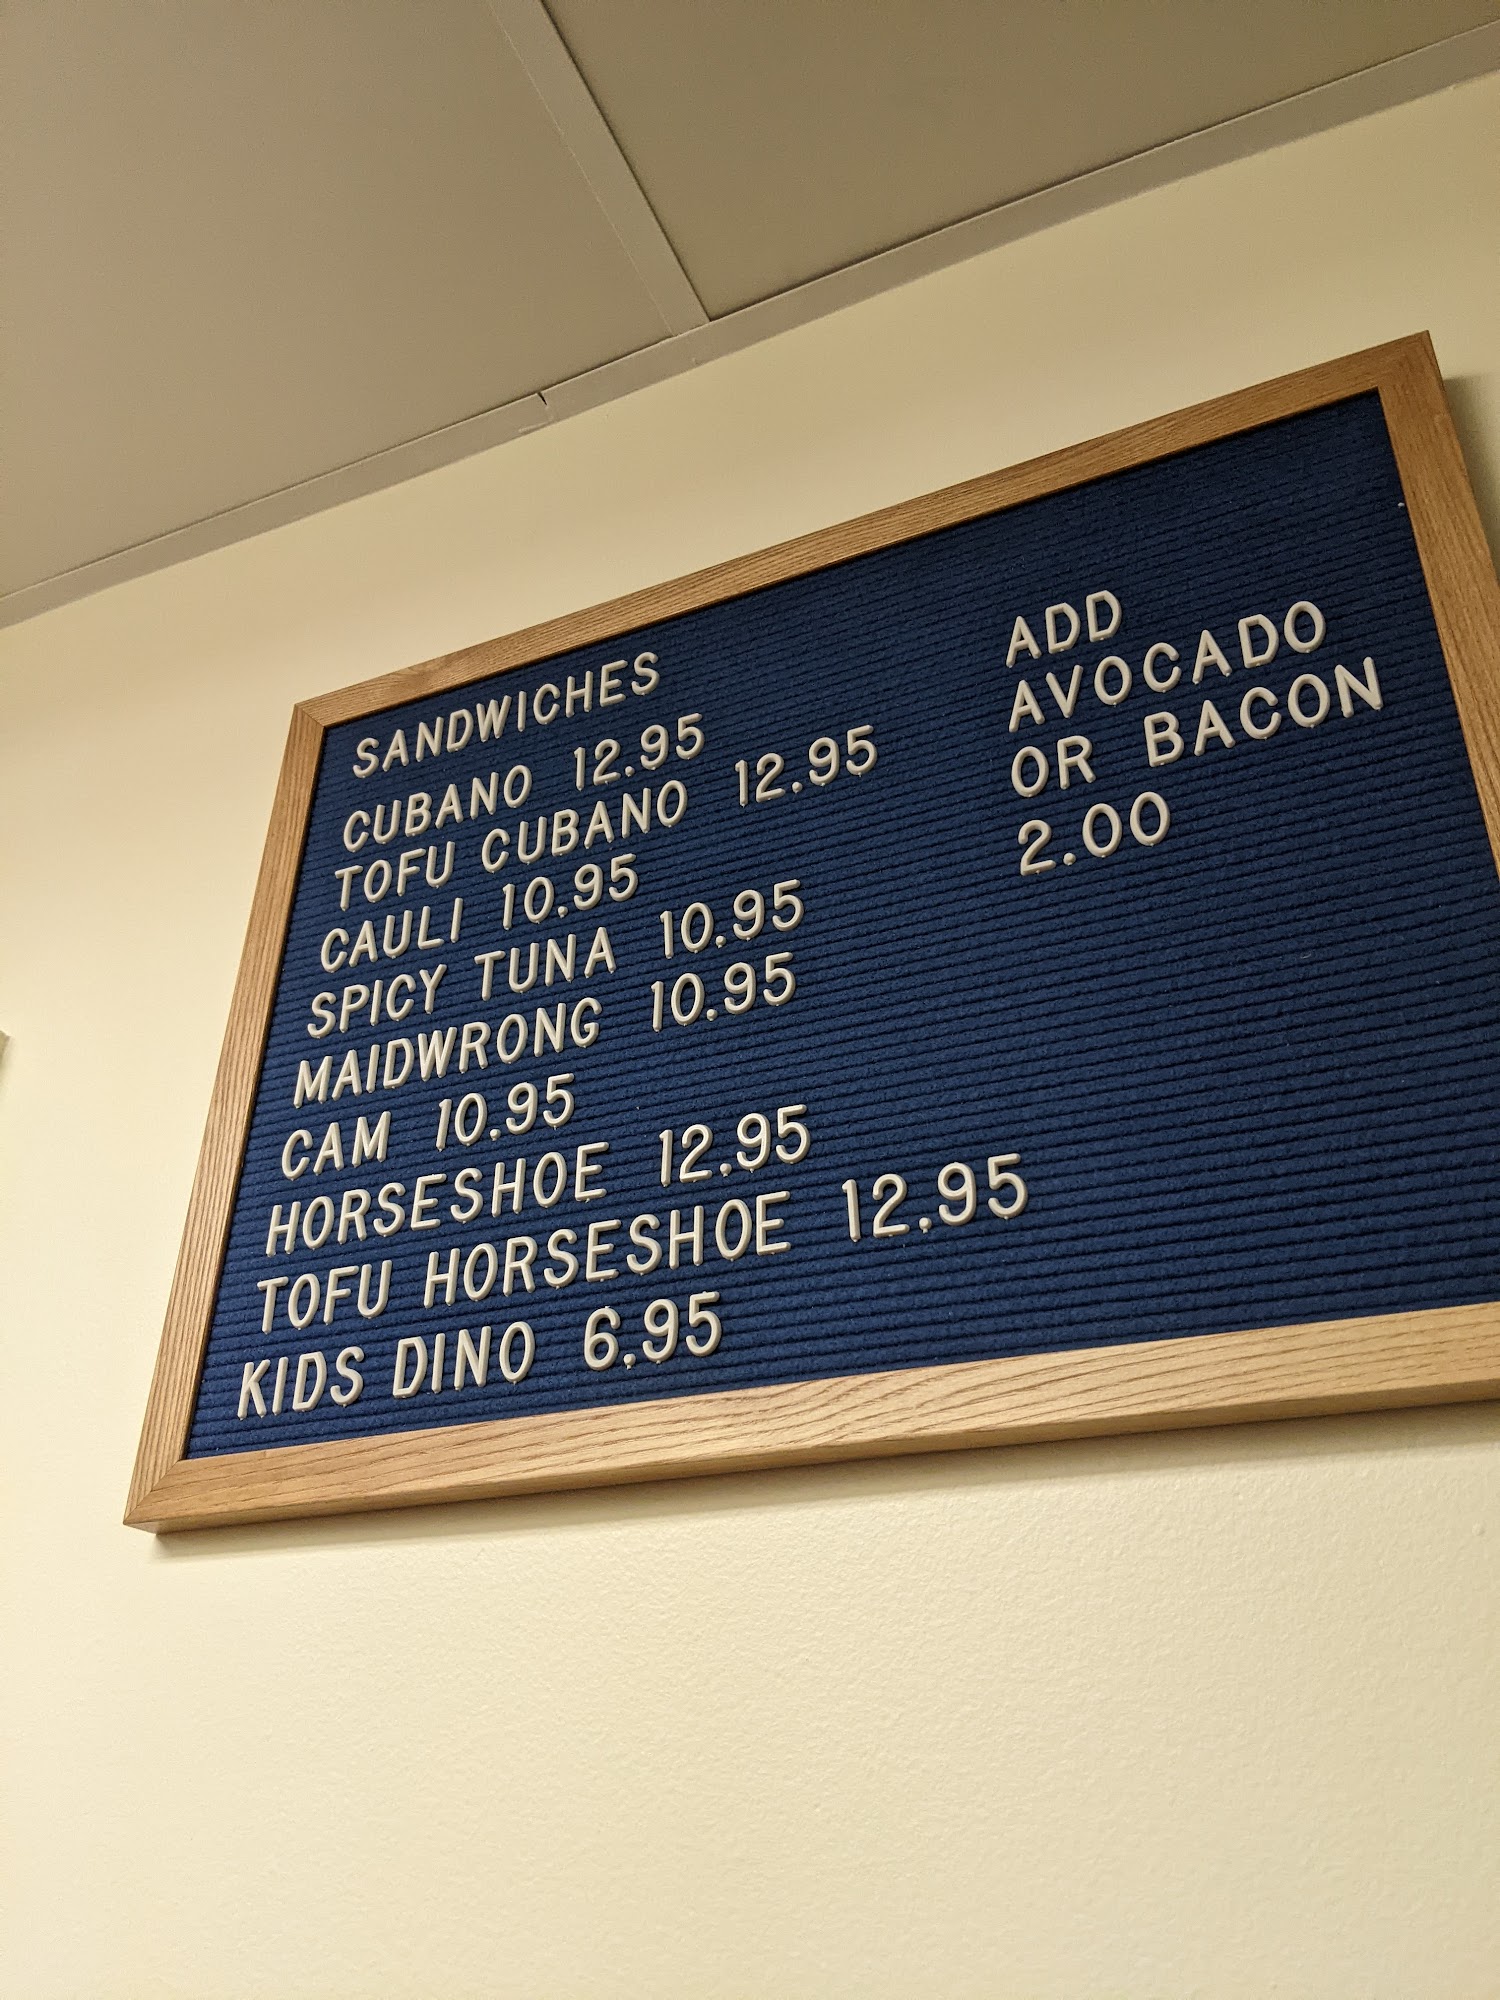 SANDWICHES
CUBANO 12.95
TOFU CUBANO 12.95
CAULI 10.95
SPICY TUNA 10.95
MAIDWRONG 10.95
CAM 10.95
HORSESHOE 12.95
TOFU HORSESHOE 12.95
KIDS DINO 6.95
ADD
AVOCADO
OR BACON
2.00